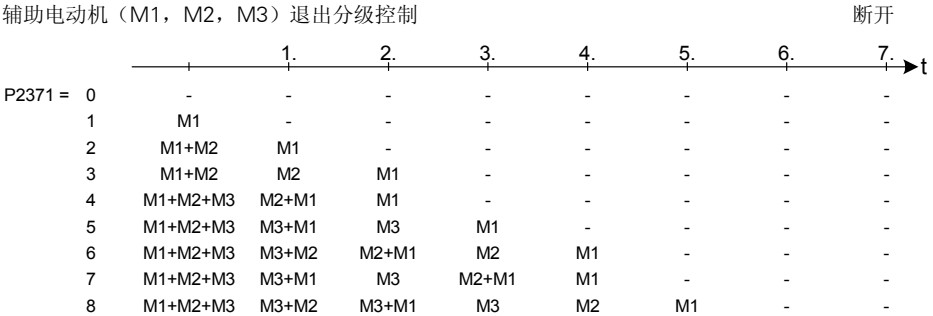 辅助电动机（M1，M2，M3）退出分级控制 断开
1. 2. 3. 4. 5. 6. 7. t
P2371 = 0 - - - - - - - -
1 M1 - - - - - - -
2 M1+M2 M1 - - - - - -
3 M1+M2 M2 M1 - - - - -
4 M1+M2+M3 M2+M1 M1 - - - - -
5 M1+M2+M3 M3+M1 M3 M1 - - - -
6 M1+M2+M3 M3+M2 M2+M1 M2 M1 - - -
7 M1+M2+M3 M3+M1 M3 M2+M1 M1 - - -
8 M1+M2+M3 M3+M2 M3+M1 M3 M2 M1 - -